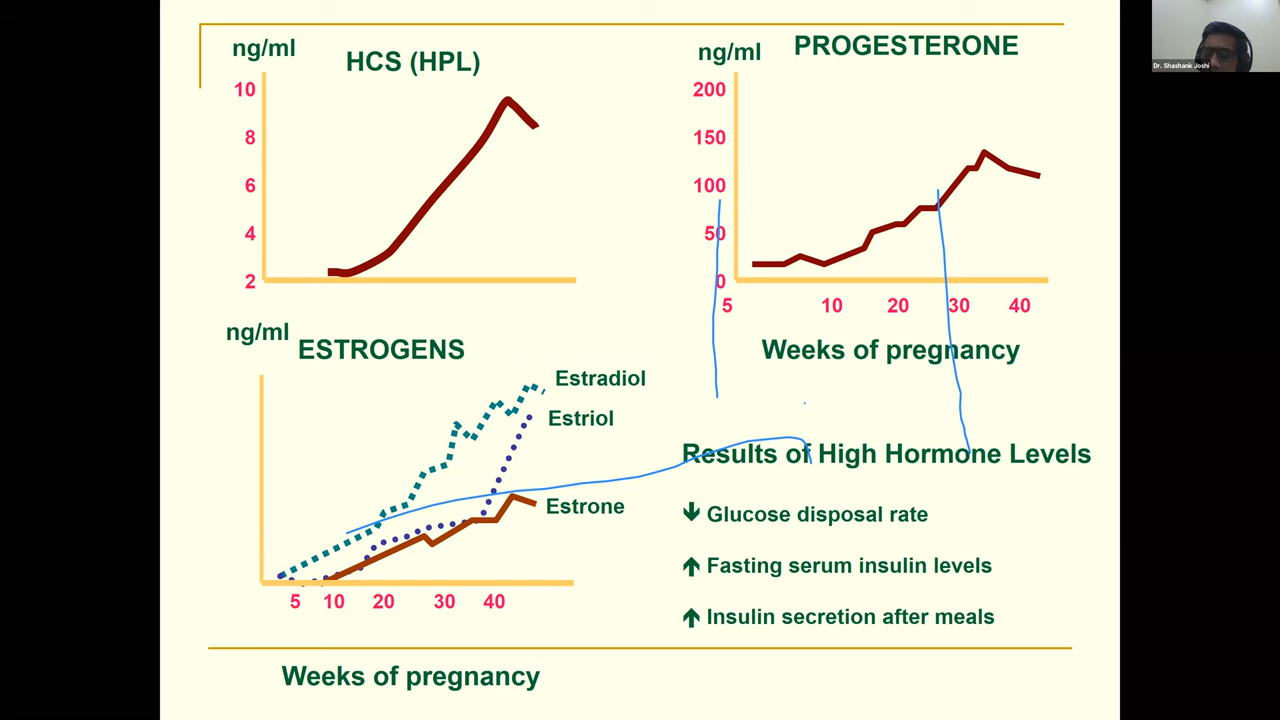 ng/ml
HCS (HPL)
10
8
6
4
2
ng/ml
PROGESTERONE
200
150
100
50
0
5 10 20 30 40
Weeks of pregnancy
ng/ml
ESTROGENS
Estradiol
Estriol
Estrone
5 10 20 30 40
Weeks of pregnancy
Results of High Hormone Levels
Glucose disposal rate
Fasting serum insulin levels
Insulin secretion after meals
Dr. Shashank Joshi